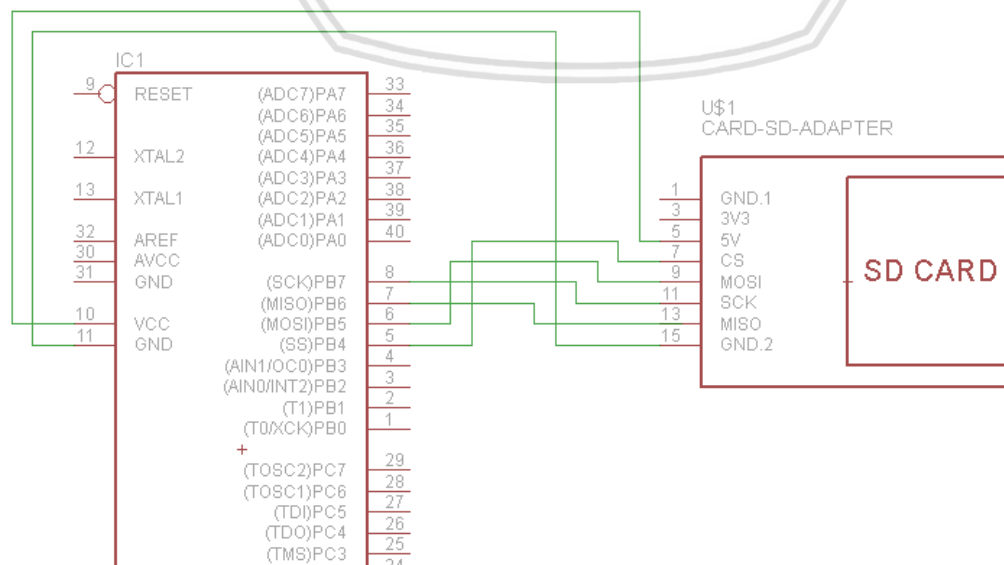 IC1
9 RESET (ADC7)PA7 33
(ADC6)PA6 34
(ADC5)PA5 35
12 XTAL2 (ADC4)PA4 36
(ADC3)PA3 37
13 XTAL1 (ADC2)PA2 38
(ADC1)PA1 39
32 AREF (ADC0)PA0 40
30 AVCC
31 GND (SCK)PB7 8
(MISO)PB6 7
10 VCC (MOSI)PB5 6
11 GND (SS)PB4 5
(AIN1/OC0)PB3 4
(AIN0/INT2)PB2 3
(T1)PB1 2
(T0/XCK)PB0 1
(TOSC2)PC7 29
(TOSC1)PC6 28
(TDI)PC5 27
(TDO)PC4 26
(TMS)PC3 25
U$1
CARD-SD-ADAPTER
1 GND.1
3 3V3
5 5V
7 CS
9 MOSI
11 SCK
13 MISO
15 GND.2
SD CARD